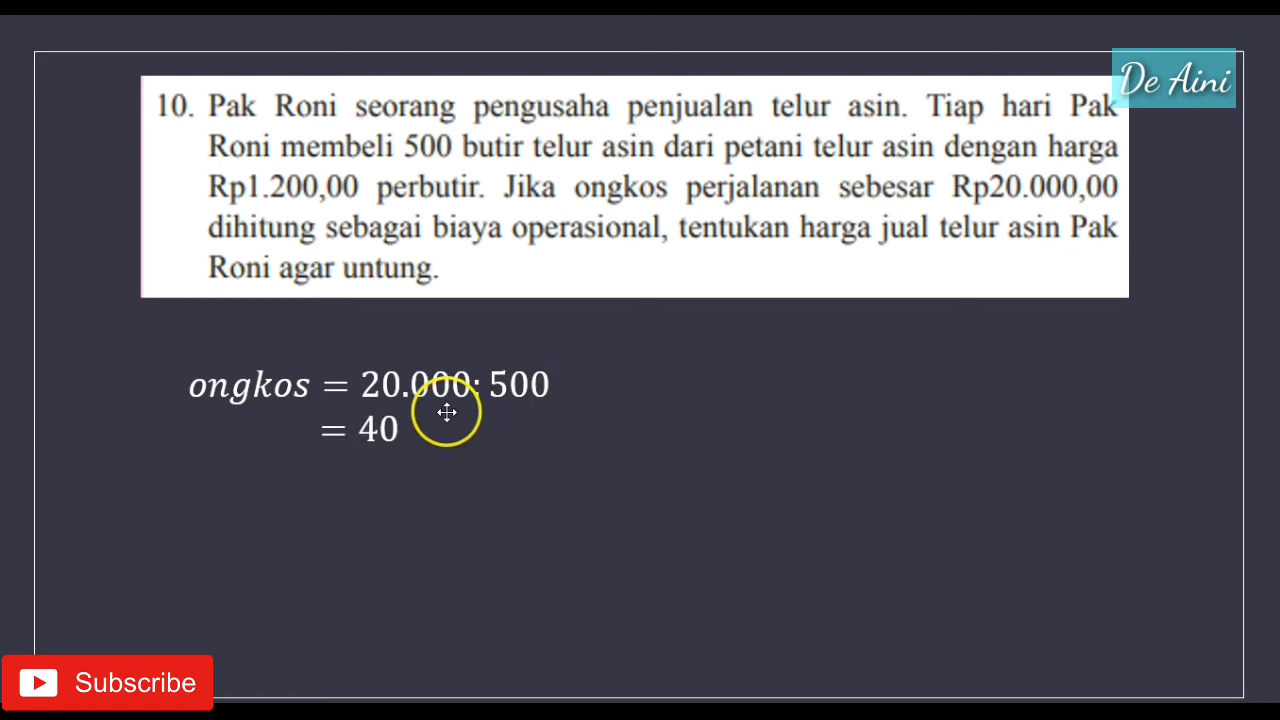 De Aini
10. Pak Roni seorang pengusaha penjualan telur asin. Tiap hari Pak
Roni membeli 500 butir telur asin dari petani telur asin dengan harga
Rp1.200,00 perbutir. Jika ongkos perjalanan sebesar Rp20.000,00
dihitung sebagai biaya operasional, tentukan harga jual telur asin Pak
Roni agar untung.
ongkos = 20.000: 500
= 40
Subscribe